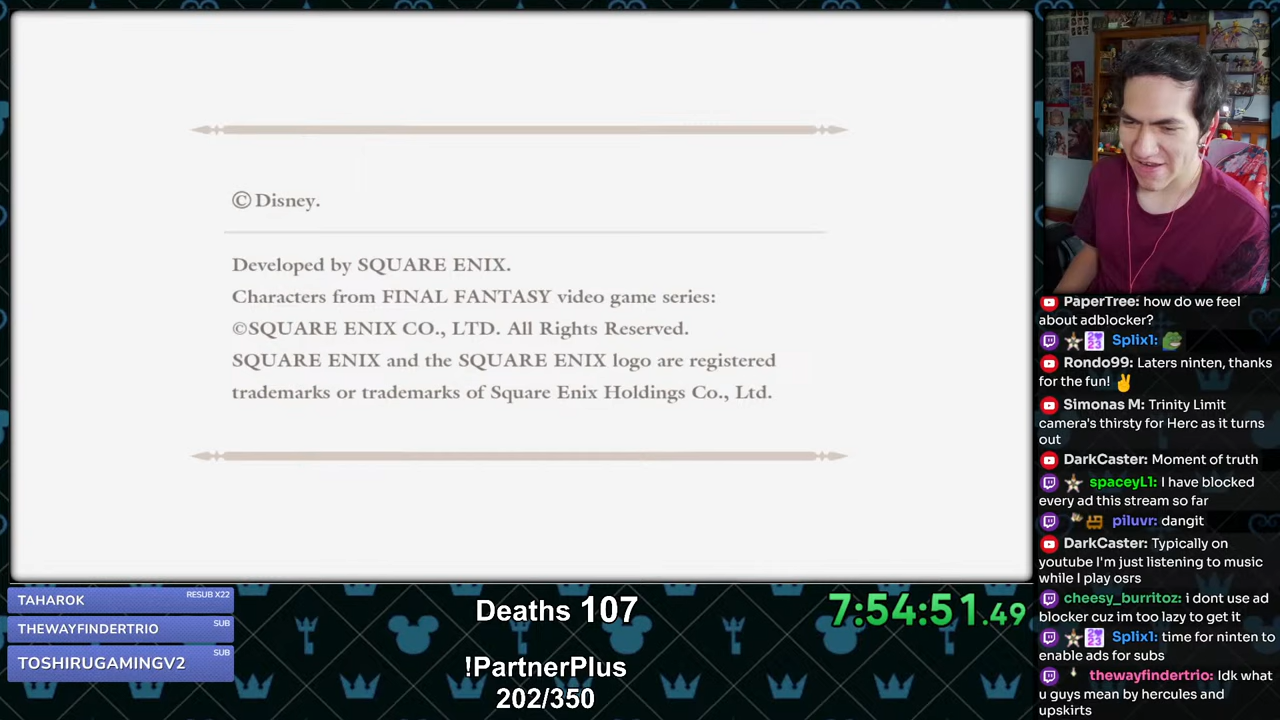 © Disney.
Developed by SQUARE ENIX.
Characters from FINAL FANTASY video game series:
©SQUARE ENIX CO., LTD. All Rights Reserved.
SQUARE ENIX and the SQUARE ENIX logo are registered
trademarks or trademarks of Square Enix Holdings Co., Ltd.
PaperTree: how do we feel
about adblocker?
Splix1:
Rondo99: Laters ninten, thanks
for the fun! ✌
Simonas M: Trinity Limit
camera's thirsty for Herc as it turns
out
DarkCaster: Moment of truth
spaceyL1: I have blocked
every ad this stream so far
piluvr: dangit
DarkCaster: Typically on
youtube I'm just listening to music
while I play osrs
cheesy_burritoz: i dont use ad
blocker cuz im too lazy to get it
Splix1: time for ninten to
enable ads for subs
thewayfindertrio: Idk what
u guys mean by hercules and
upskirts
TAHAROK RESUB X22
THEWAYFINDERTRIO SUB
TOSHIRUGAMINGV2 SUB
Deaths 107
!PartnerPlus
202/350
7:54:51.49